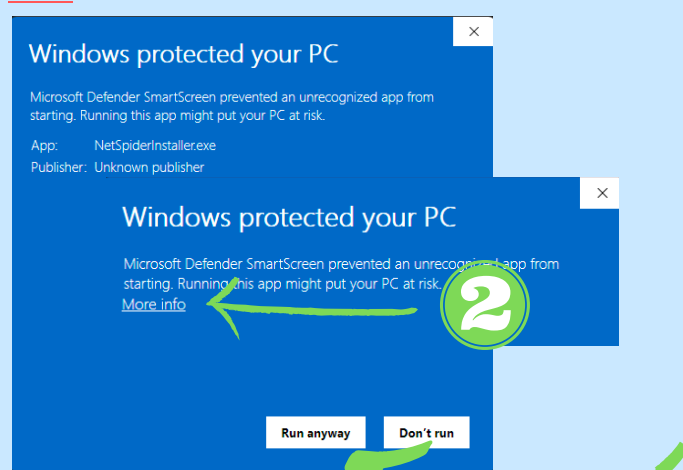 Windows protected your PC
Microsoft Defender SmartScreen prevented an unrecognized app from
starting. Running this app might put your PC at risk.
App: NetSpiderInstaller.exe
Publisher: Unknown publisher
Windows protected your PC
Microsoft Defender SmartScreen prevented an unrecognized app from
starting. Running this app might put your PC at risk.
More info
2
Run anyway Don't run